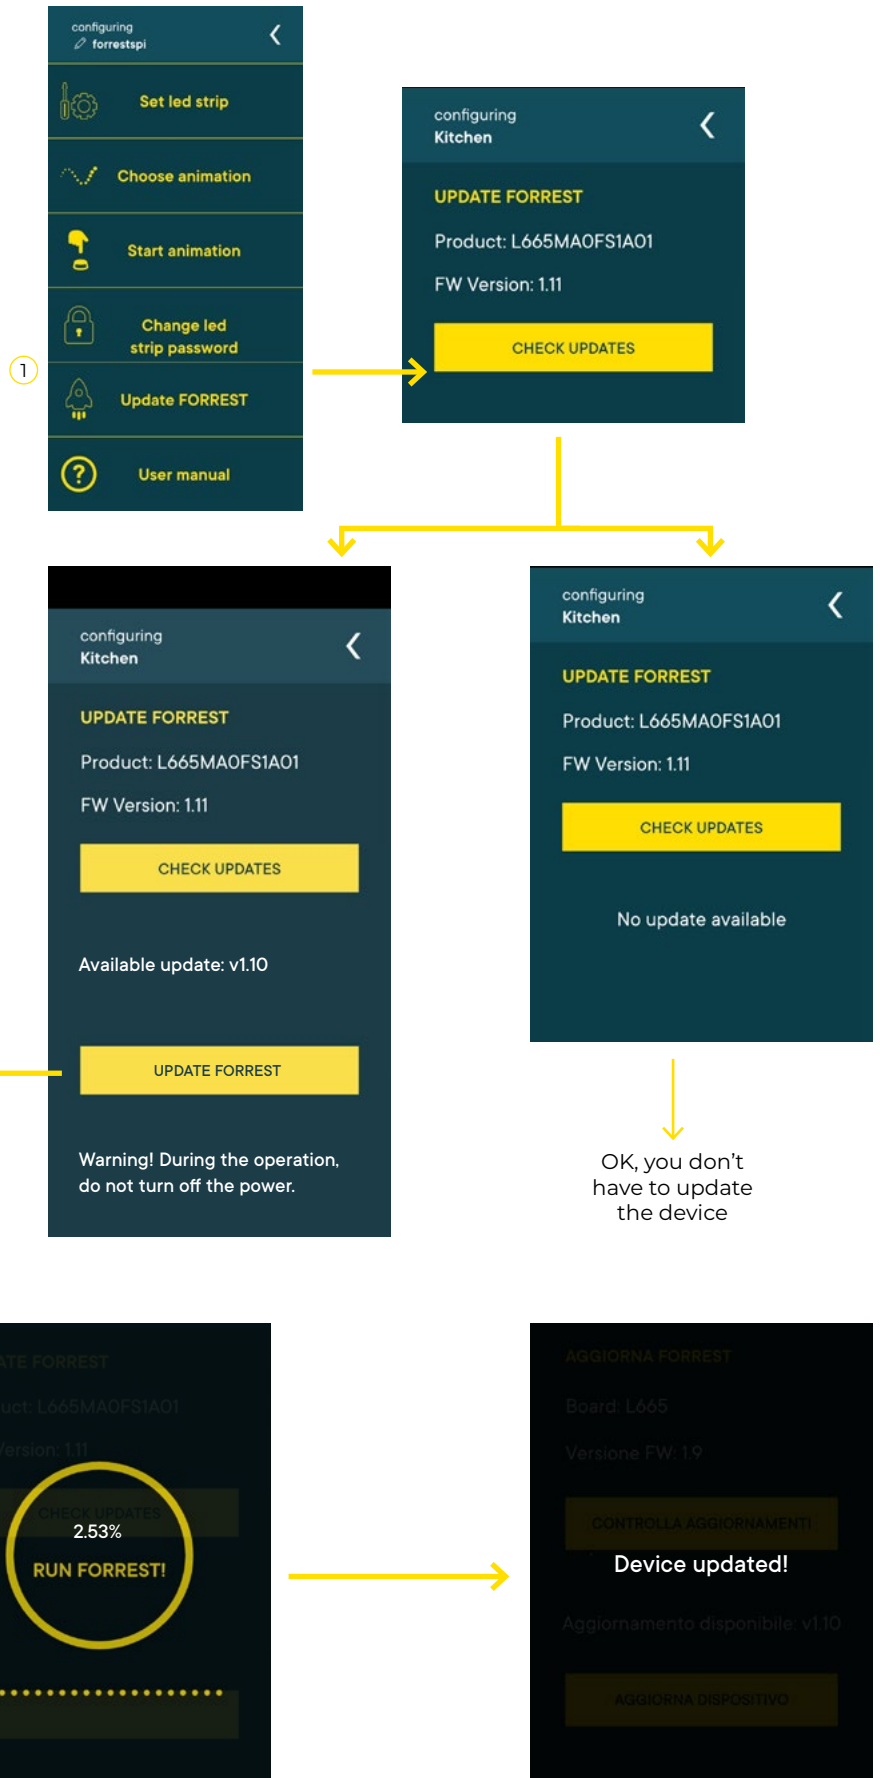 configuring
forrestspi
Set led strip
Choose animation
Start animation
Change led
strip password
1
Update FORREST
User manual
configuring
Kitchen
UPDATE FORREST
Product: L665MA0FS1A01
FW Version: 1.11
CHECK UPDATES
configuring
Kitchen
UPDATE FORREST
Product: L665MA0FS1A01
FW Version: 1.11
CHECK UPDATES
Available update: v1.10
UPDATE FORREST
Warning! During the operation,
do not turn off the power.
configuring
Kitchen
UPDATE FORREST
Product: L665MA0FS1A01
FW Version: 1.11
CHECK UPDATES
No update available
OK, you don’t
have to update
the device
ATE FORREST
uct: L665MA0FS1A01
Version: 1.11
CHECK UPDATES
2.53%
RUN FORREST!
AGGIORNA FORREST
Board: L665
Versione FW: 1.9
CONTROLLA AGGIORNAMENTI
Device updated!
Aggiornamento disponibile: v1.10
AGGIORNA DISPOSITIVO